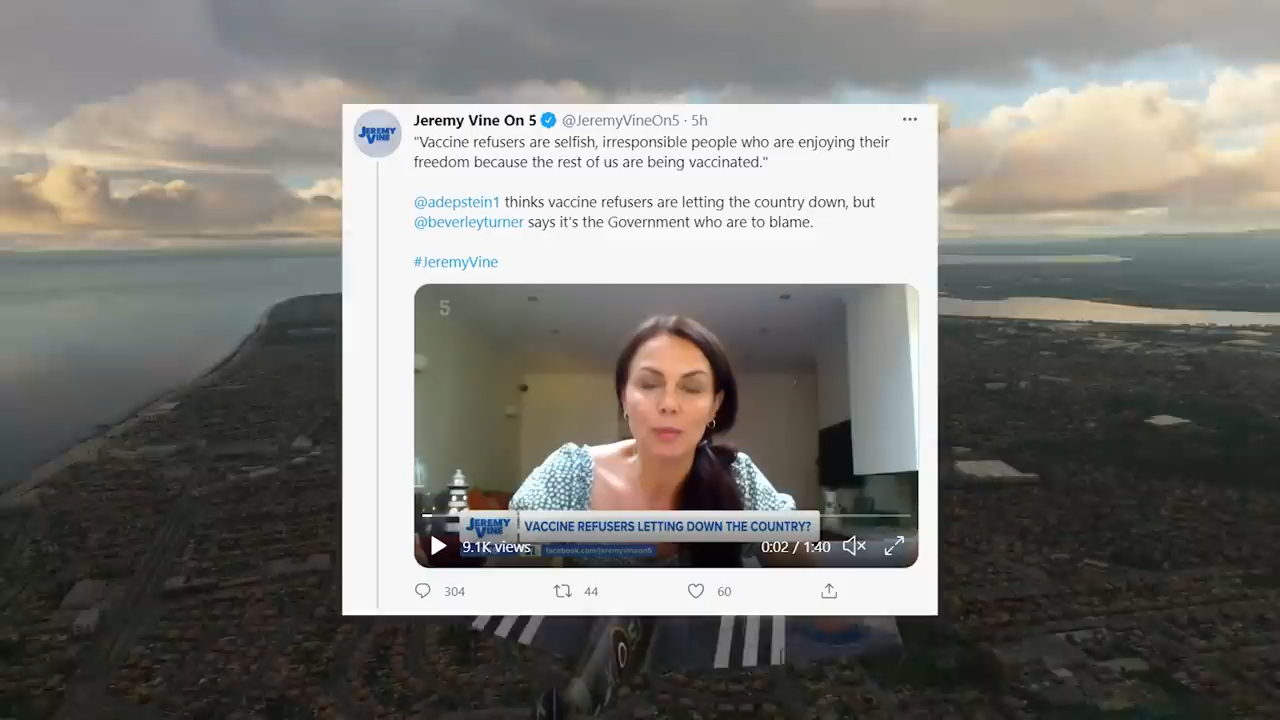 Jeremy Vine On 5 @JeremyVineOn5 · 5h
JEREMY
VINE
"Vaccine refusers are selfish, irresponsible people who are enjoying their
freedom because the rest of us are being vaccinated."
@adepstein1 thinks vaccine refusers are letting the country down, but
@beverleyturner says it's the Government who are to blame.
#JeremyVine
5
JEREMY
VINE
VACCINE REFUSERS LETTING DOWN THE COUNTRY?
9.1K views
facebook.com/jeremyvineon5
0:02 / 1:40
304 44 60